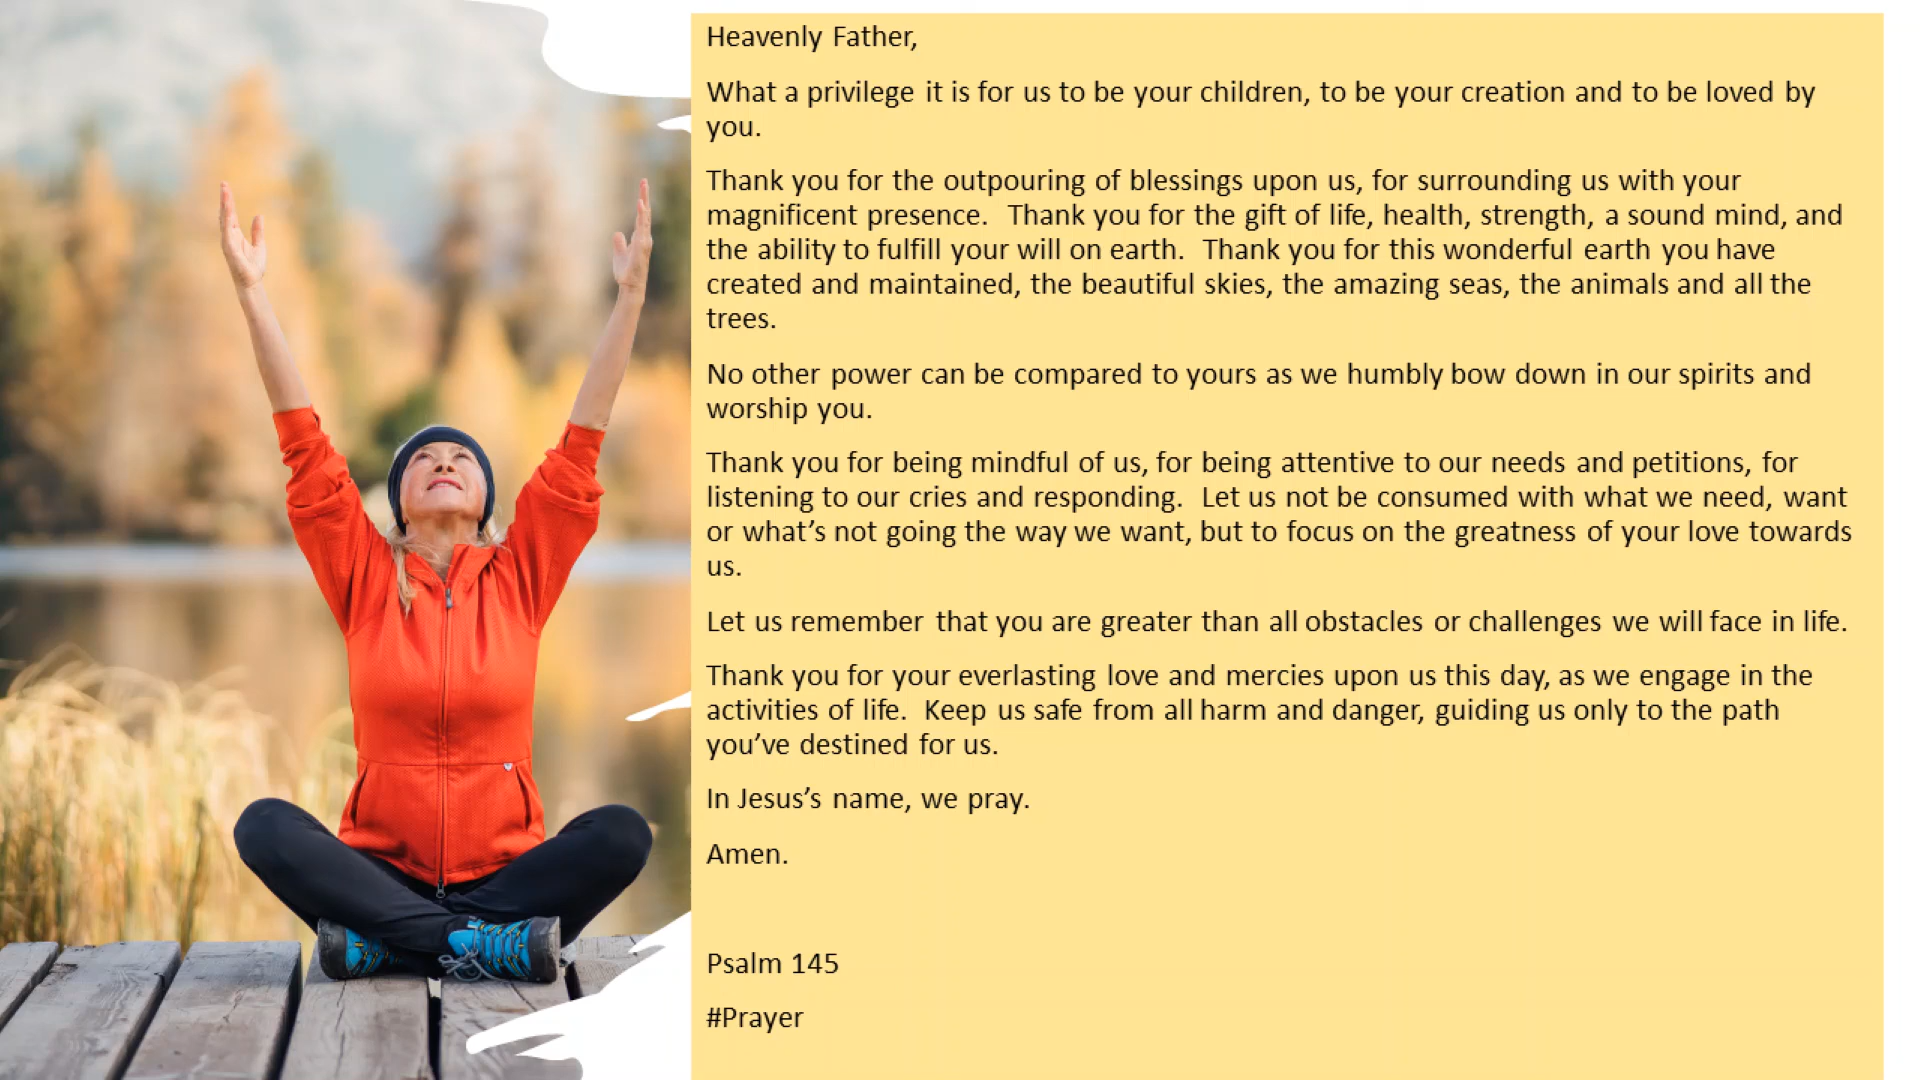 Heavenly Father,
What a privilege it is for us to be your children, to be your creation and to be loved by
you.
Thank you for the outpouring of blessings upon us, for surrounding us with your
magnificent presence.  Thank you for the gift of life, health, strength, a sound mind, and
the ability to fulfill your will on earth.  Thank you for this wonderful earth you have
created and maintained, the beautiful skies, the amazing seas, the animals and all the
trees.
No other power can be compared to yours as we humbly bow down in our spirits and
worship you.
Thank you for being mindful of us, for being attentive to our needs and petitions, for
listening to our cries and responding.  Let us not be consumed with what we need, want
or what’s not going the way we want, but to focus on the greatness of your love towards
us.
Let us remember that you are greater than all obstacles or challenges we will face in life.
Thank you for your everlasting love and mercies upon us this day, as we engage in the
activities of life.  Keep us safe from all harm and danger, guiding us only to the path
you’ve destined for us.
In Jesus’s name, we pray.
Amen.
Psalm 145
#Prayer